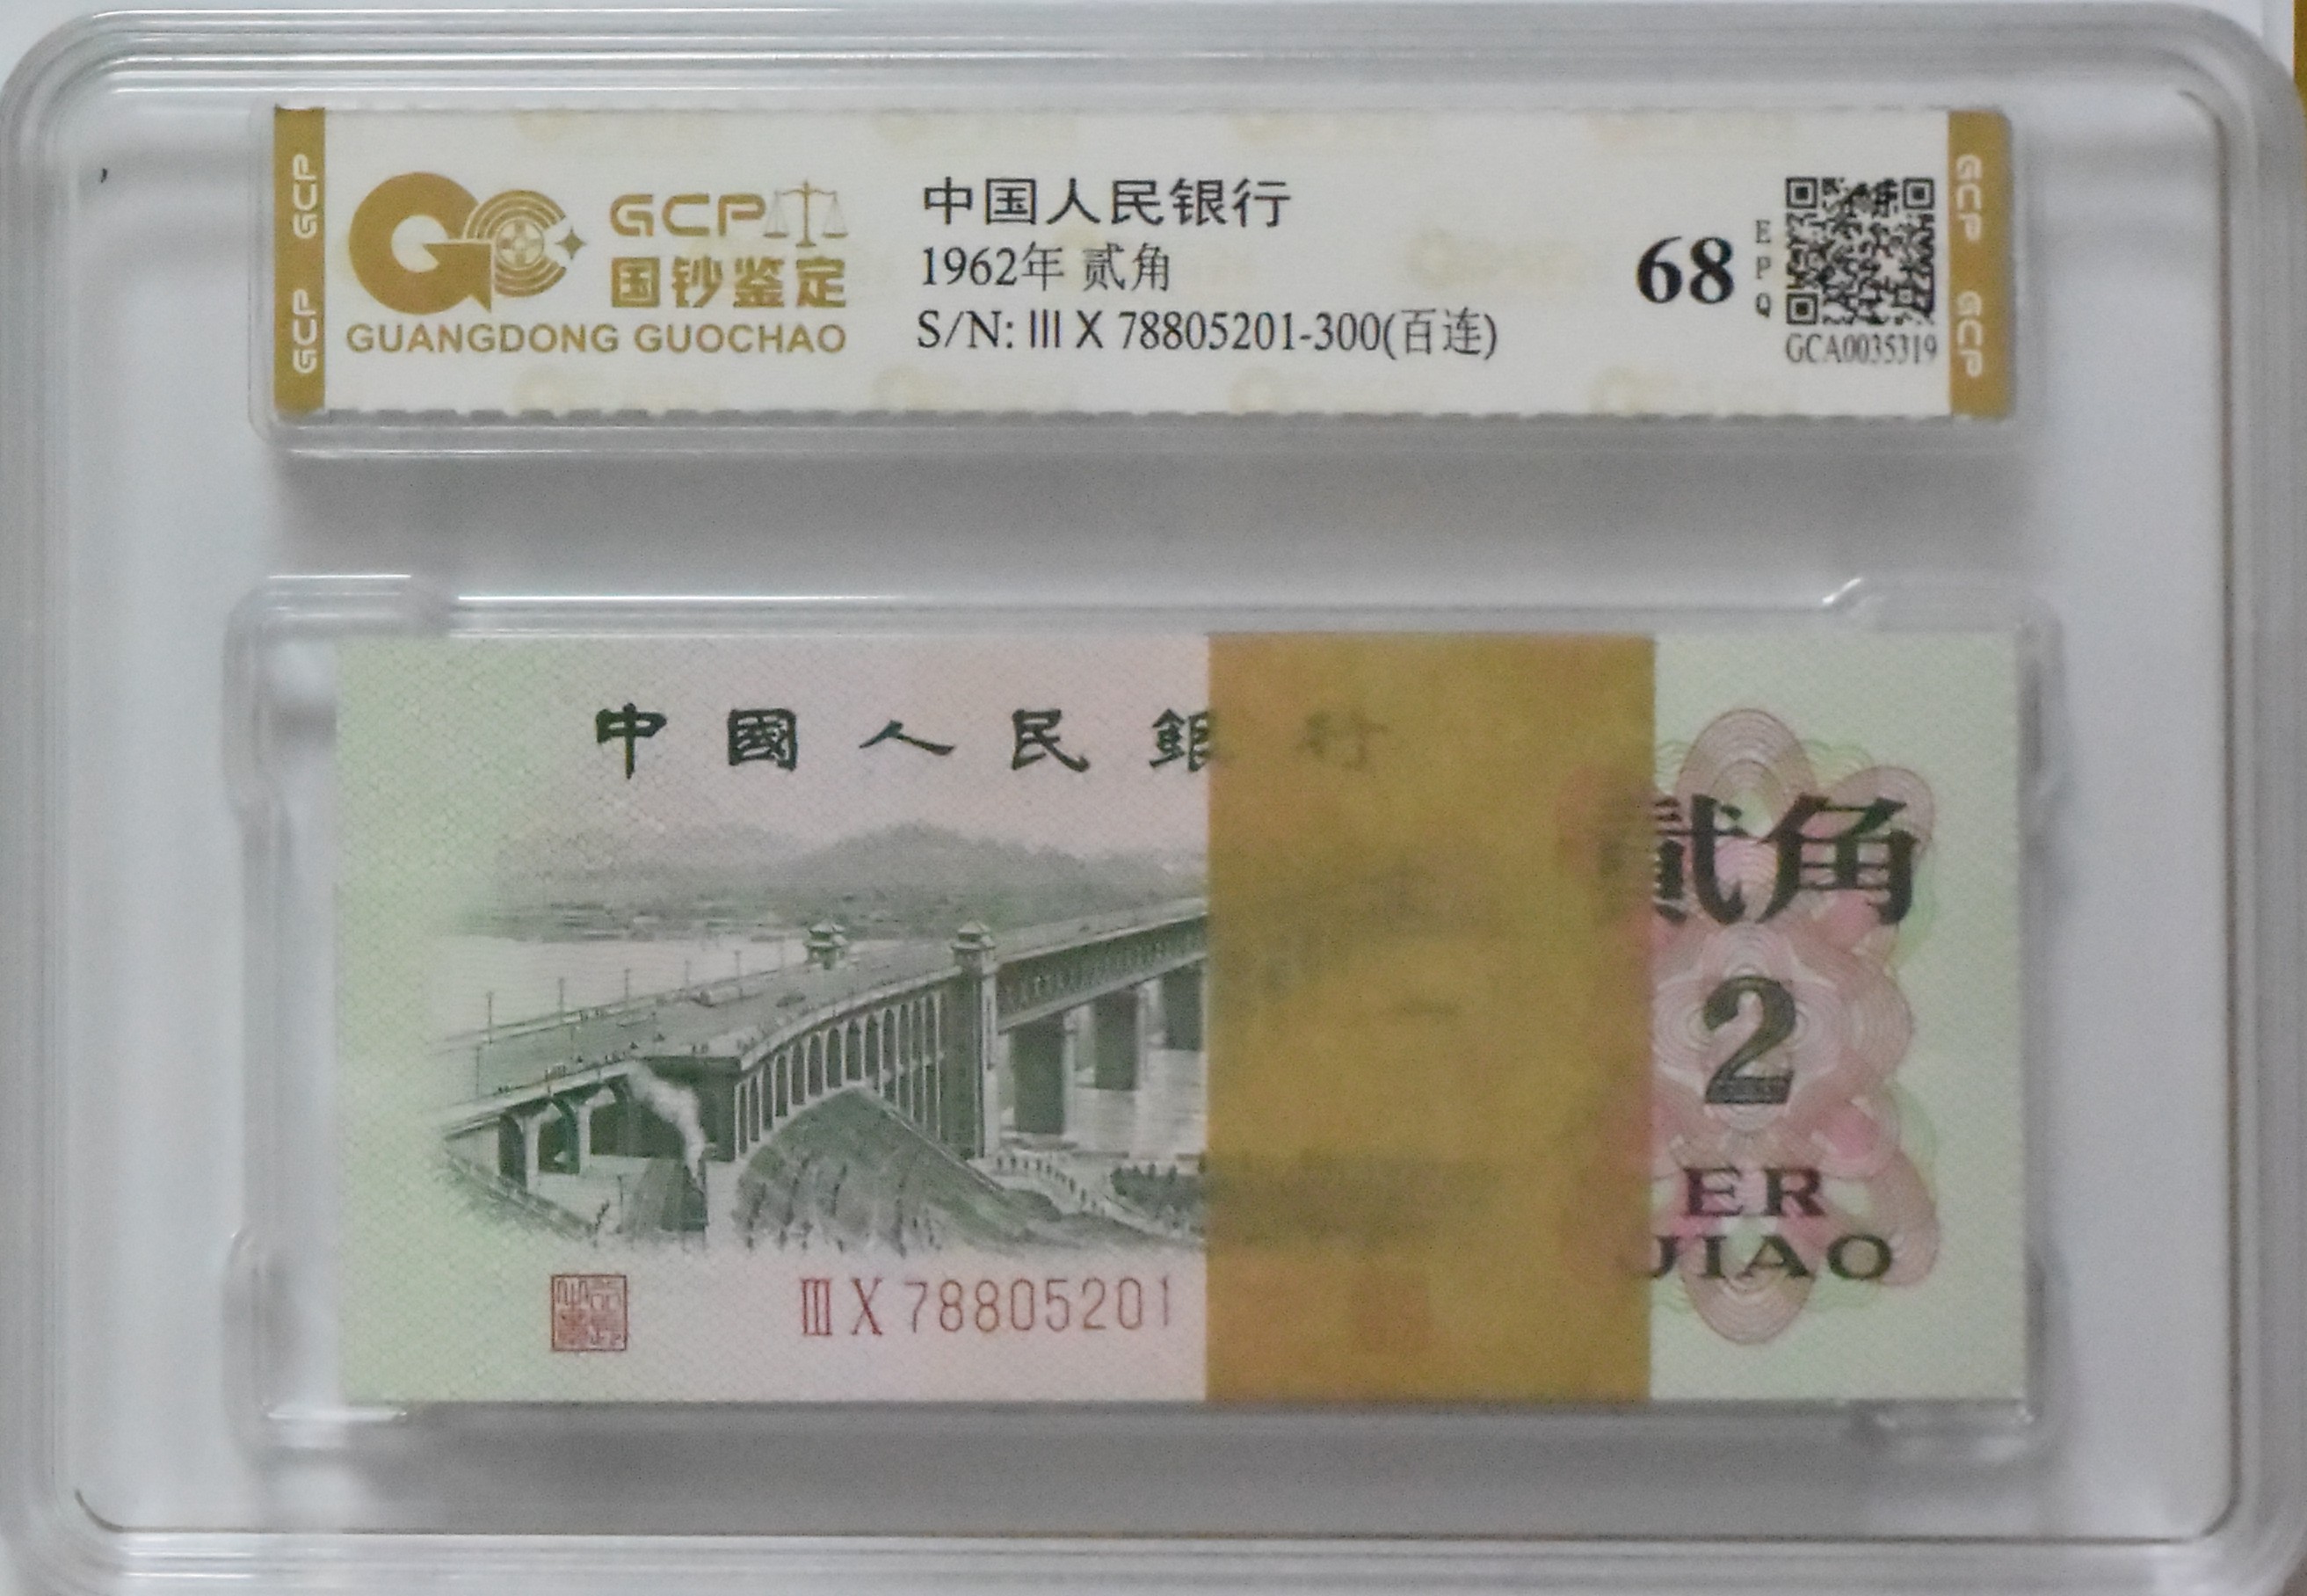 GCP
GCP
GCP
国钞鉴定
GUANGDONG GUOCHAO
中国人民银行
1962年 贰角
S/N: III X 78805201-300(百连)
68
EPQ
GCA0035319
GCP
GCP
中國人民銀行
贰角
2
ER
JIAO
III X 78805201